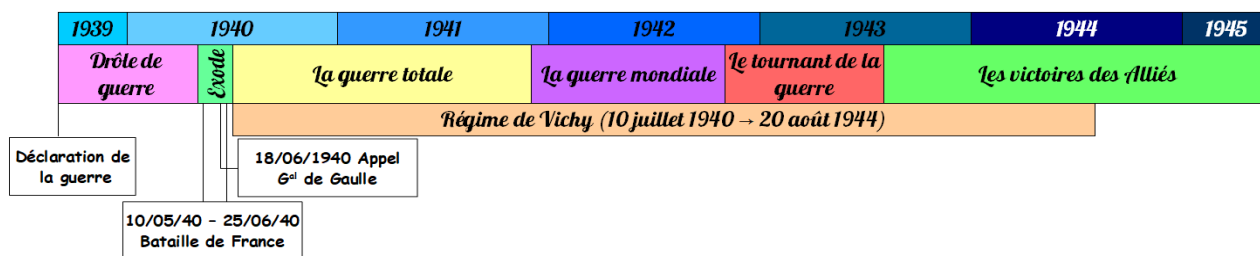 1939 1940 1941 1942 1943 1944 1945
Drôle de
guerre
Exode
La guerre totale
La guerre mondiale
Le tournant de la
guerre
Les victoires des Alliés
Régime de Vichy (10 juillet 1940 → 20 août 1944)
Déclaration de
la guerre
18/06/1940 Appel
Gal de Gaulle
10/05/40 – 25/06/40
Bataille de France